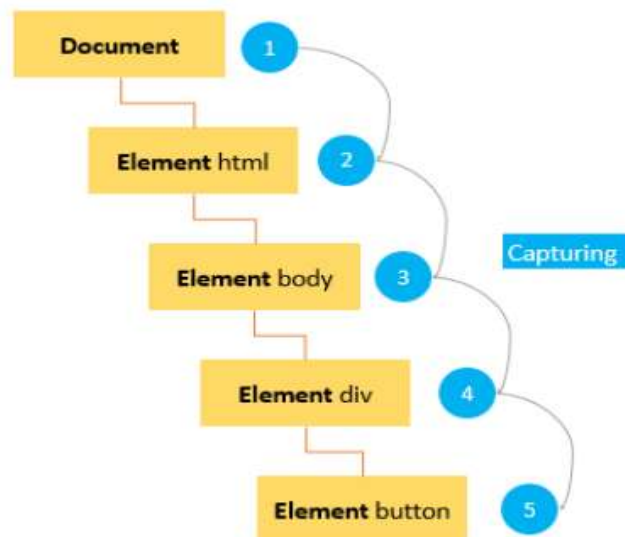 Document 1
Element html 2
Capturing
Element body 3
Element div 4
Element button 5